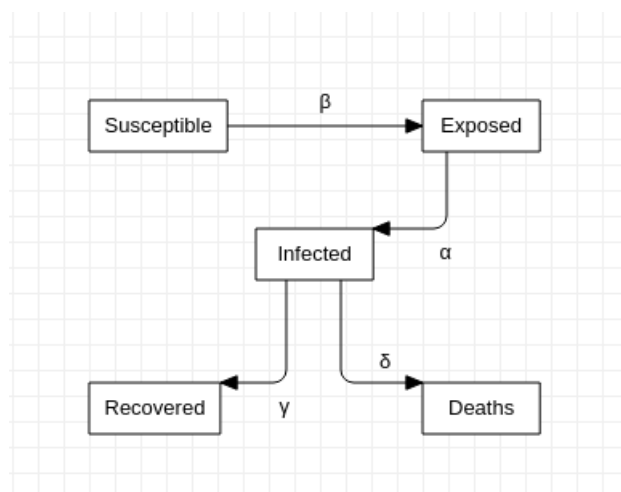 β
Susceptible
Exposed
Infected
α
δ
Recovered
γ
Deaths